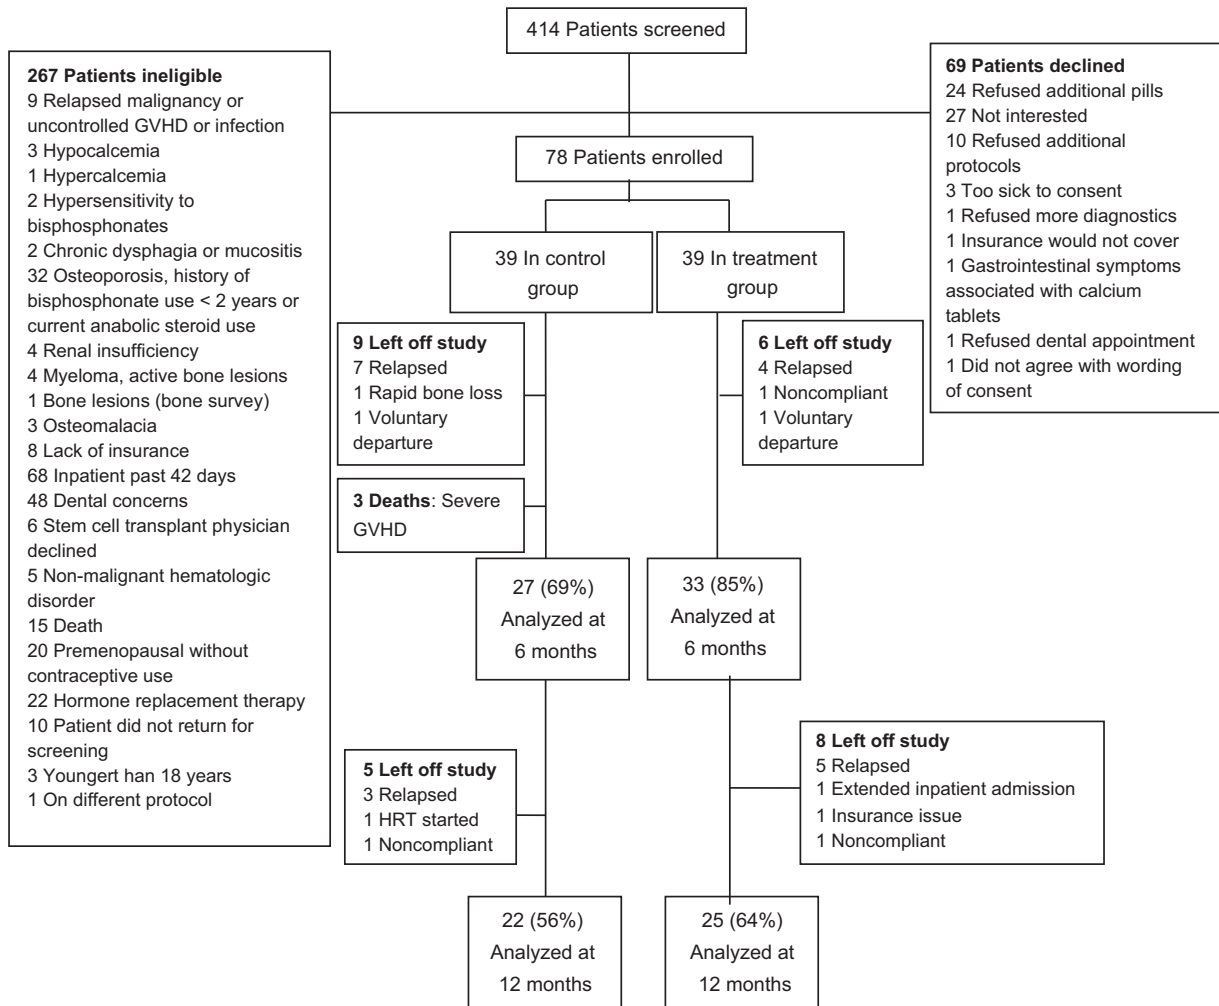 414 Patients screened
267 Patients ineligible
9 Relapsed malignancy or
uncontrolled GVHD or infection
3 Hypocalcemia
1 Hypercalcemia
2 Hypersensitivity to
bisphosphonates
2 Chronic dysphagia or mucositis
32 Osteoporosis, history of
bisphosphonate use < 2 years or
current anabolic steroid use
4 Renal insufficiency
4 Myeloma, active bone lesions
1 Bone lesions (bone survey)
3 Osteomalacia
8 Lack of insurance
68 Inpatient past 42 days
48 Dental concerns
6 Stem cell transplant physician
declined
5 Non-malignant hematologic
disorder
15 Death
20 Premenopausal without
contraceptive use
22 Hormone replacement therapy
10 Patient did not return for
screening
3 Youngert han 18 years
1 On different protocol
69 Patients declined
24 Refused additional pills
27 Not interested
10 Refused additional
protocols
3 Too sick to consent
1 Refused more diagnostics
1 Insurance would not cover
1 Gastrointestinal symptoms
associated with calcium
tablets
1 Refused dental appointment
1 Did not agree with wording
of consent
78 Patients enrolled
39 In control
group
39 In treatment
group
9 Left off study
7 Relapsed
1 Rapid bone loss
1 Voluntary
departure
6 Left off study
4 Relapsed
1 Noncompliant
1 Voluntary
departure
3 Deaths: Severe
GVHD
27 (69%)
Analyzed at
6 months
33 (85%)
Analyzed at
6 months
5 Left off study
3 Relapsed
1 HRT started
1 Noncompliant
8 Left off study
5 Relapsed
1 Extended inpatient admission
1 Insurance issue
1 Noncompliant
22 (56%)
Analyzed at
12 months
25 (64%)
Analyzed at
12 months